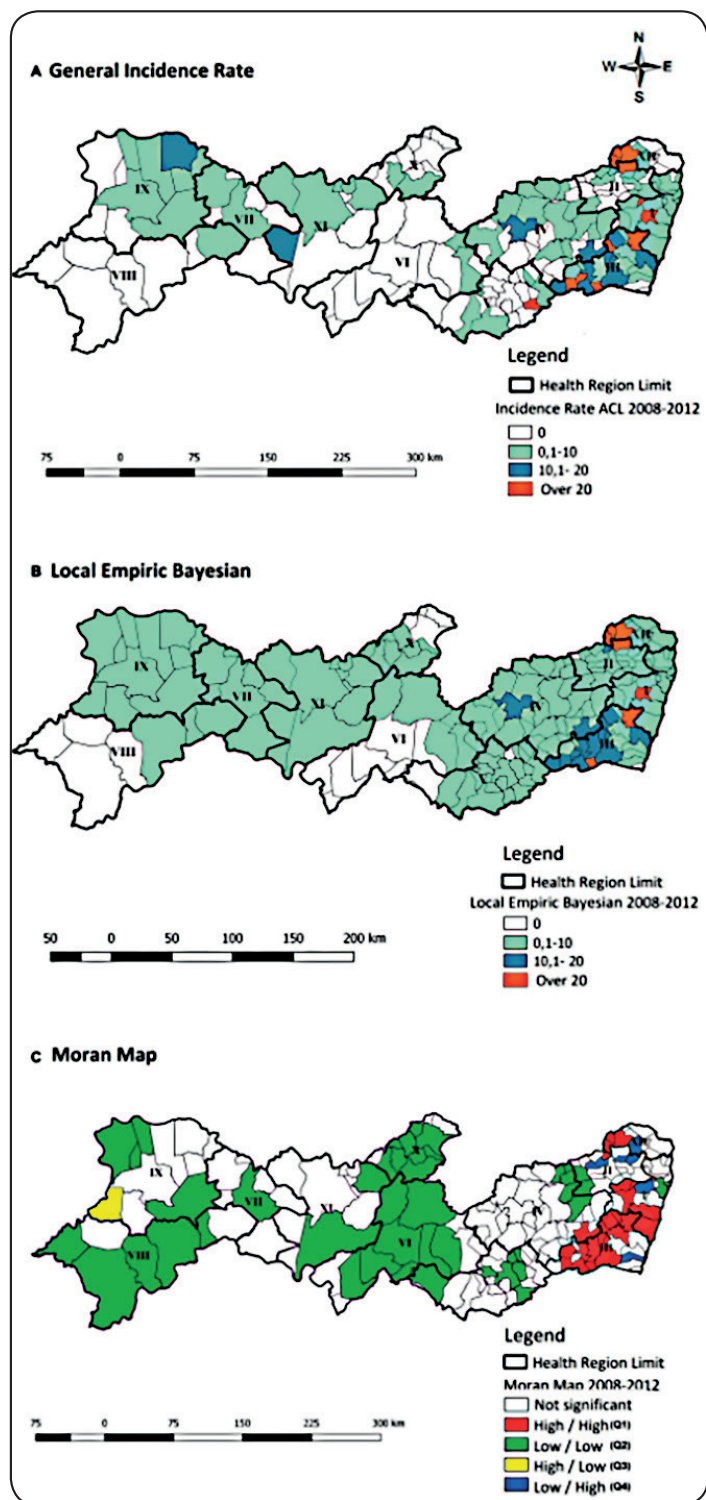 N
W E
S
A General Incidence Rate
IX
VII
XI
X
VIII
VI
IV
II
XII
III
Legend
Health Region Limit
Incidence Rate ACL 2008-2012
0
0,1-10
10,1- 20
Over 20
75 0 75 150 225 300 km
B Local Empiric Bayesian
IX
VII
XI
X
VIII
VI
IV
II
XII
III
Legend
Health Region Limit
Local Empiric Bayesian 2008-2012
0
0,1-10
10,1- 20
Over 20
50 0 50 100 150 200 km
C Moran Map
IX
VII
XI
X
VIII
VI
IV
II
III
Legend
Health Region Limit
Moran Map 2008-2012
Not significant
High / High (Q1)
Low / Low (Q2)
High / Low (Q3)
Low / High (Q4)
75 0 75 150 225 300 km